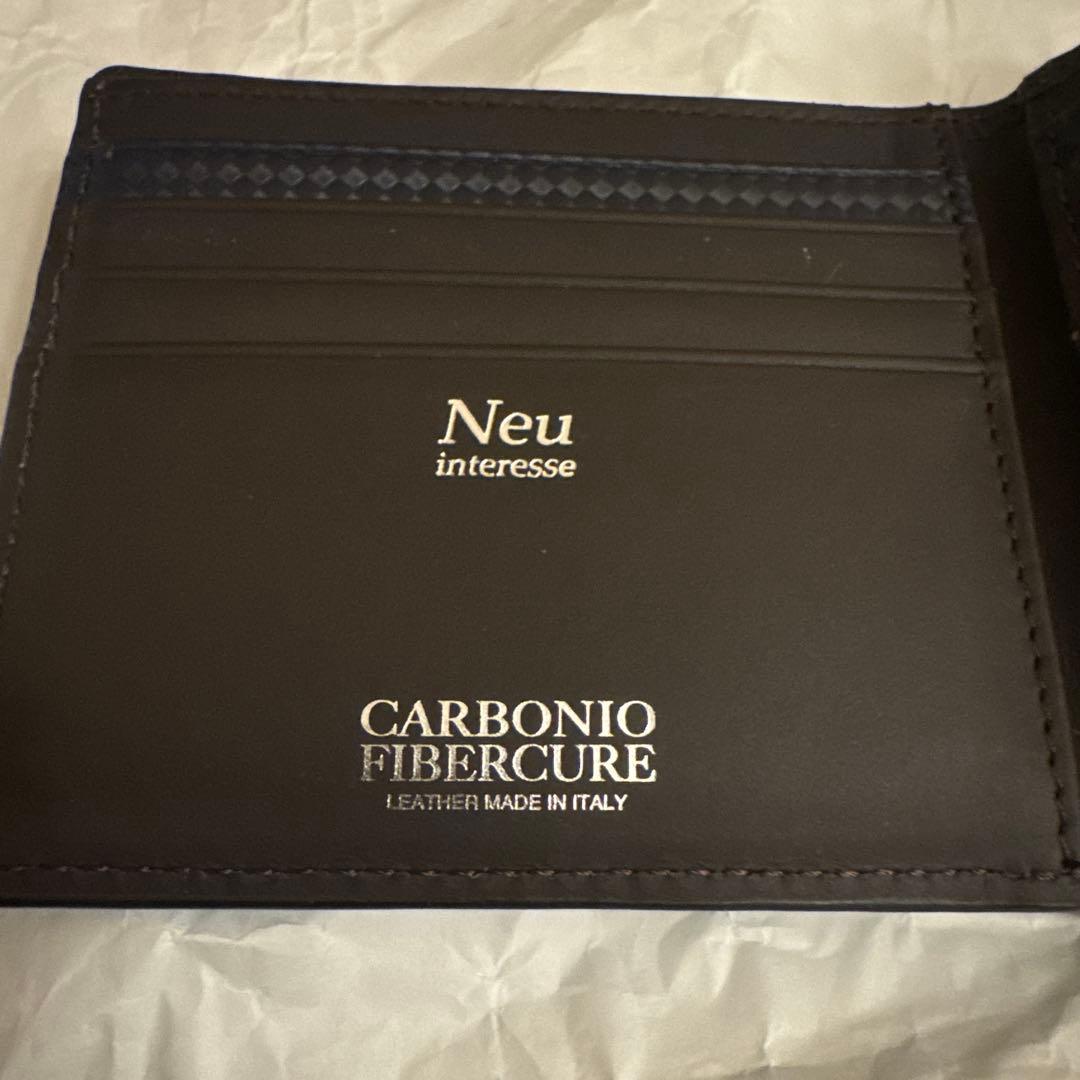 Neu
interesse
CARBONIO
FIBERCURE
LEATHER MADE IN ITALY